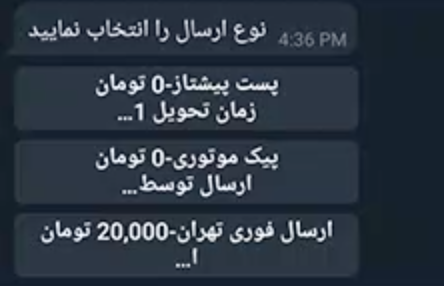 نوع ارسال را انتخاب نمایید
4:36 PM
پست پیشتاز-0 تومان
زمان تحویل 1...
پیک موتوری-0 تومان
ارسال توسط...
ارسال فوری تهران-20,000 تومان
ا...